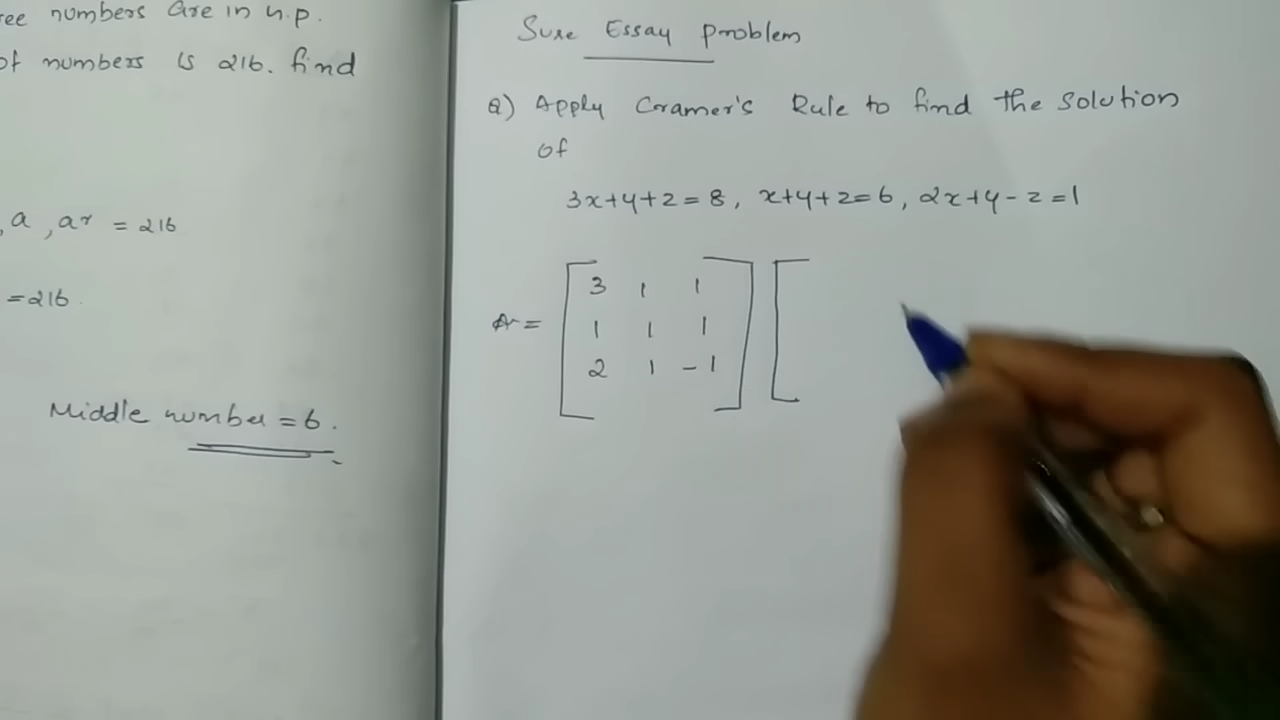 ree numbers are in n.p.
of numbers is 216. find
, a , ar = 216
= 216.
Middle number = 6.
Sure Essay problem
Q) Apply Cramer's Rule to find the solution
of
3x+y+z = 8, x+y+z=6, 2x+y-z=1
A =
3 1 1
1 1 1
2 1 -1